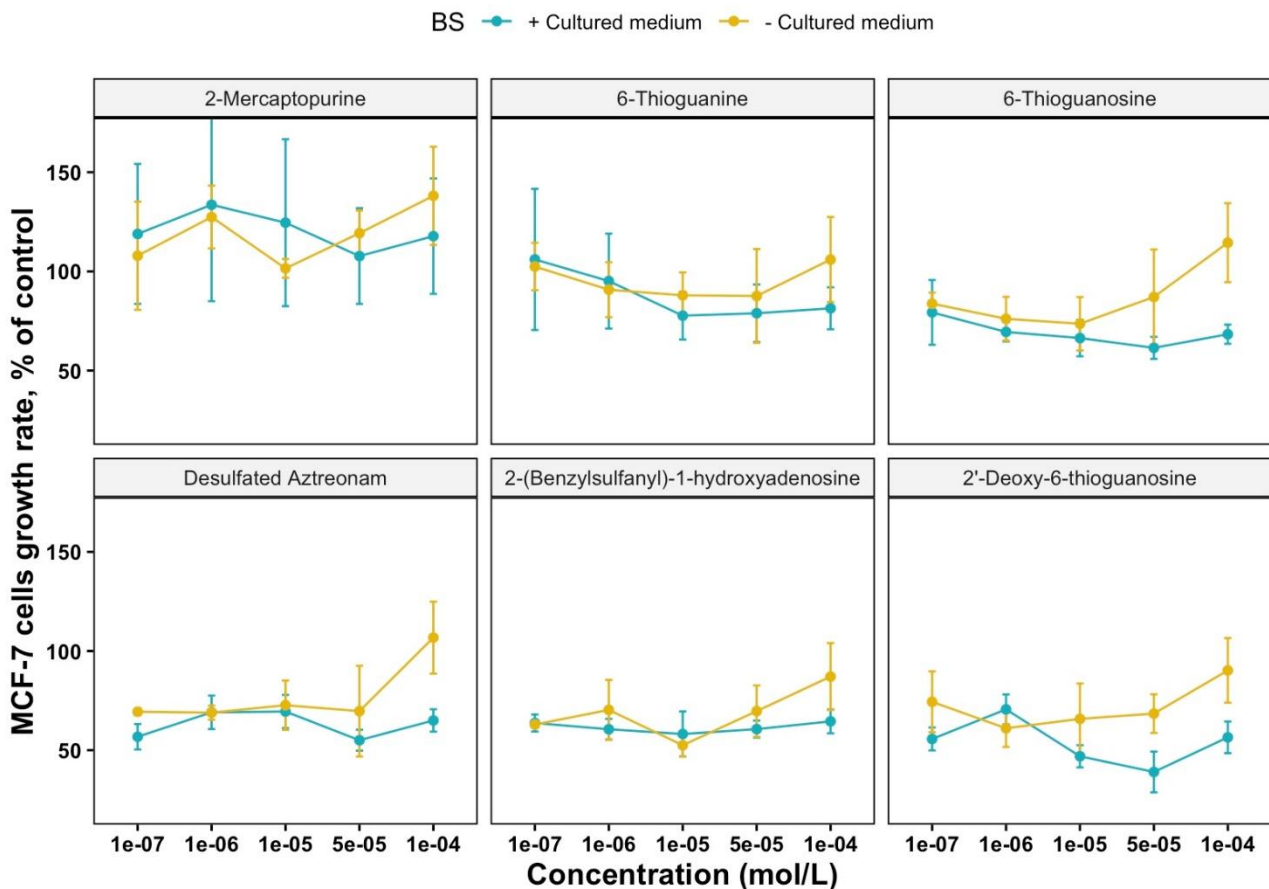 BS + Cultured medium - Cultured medium
2-Mercaptopurine
6-Thioguanine
6-Thioguanosine
150
100
50
Desulfated Aztreonam
2-(Benzylsulfanyl)-1-hydroxyadenosine
2'-Deoxy-6-thioguanosine
150
100
50
MCF-7 cells growth rate, % of control
1e-07 1e-06 1e-05 5e-05 1e-04
1e-07 1e-06 1e-05 5e-05 1e-04
1e-07 1e-06 1e-05 5e-05 1e-04
Concentration (mol/L)